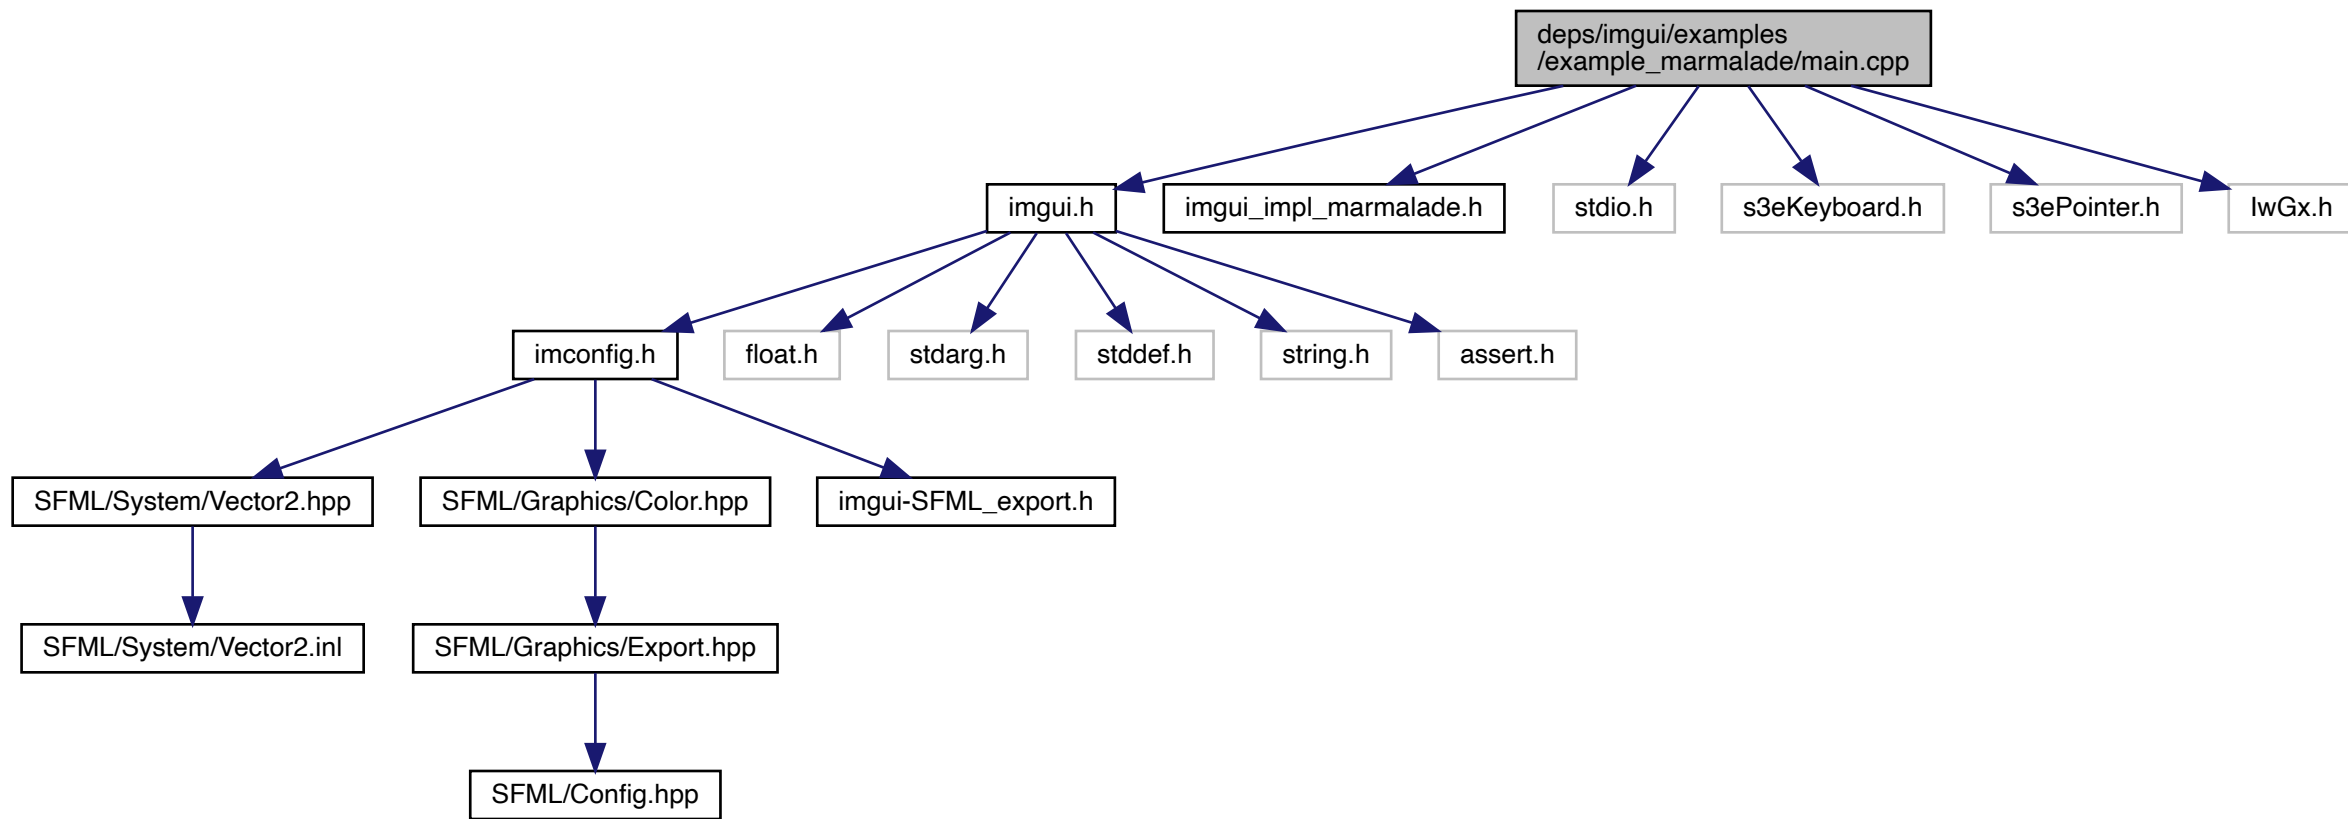 deps/imgui/examples
/example_marmalade/main.cpp
imgui.h
imgui_impl_marmalade.h
stdio.h
s3eKeyboard.h
s3ePointer.h
IwGx.h
imconfig.h
float.h
stdarg.h
stddef.h
string.h
assert.h
SFML/System/Vector2.hpp
SFML/Graphics/Color.hpp
imgui-SFML_export.h
SFML/System/Vector2.inl
SFML/Graphics/Export.hpp
SFML/Config.hpp